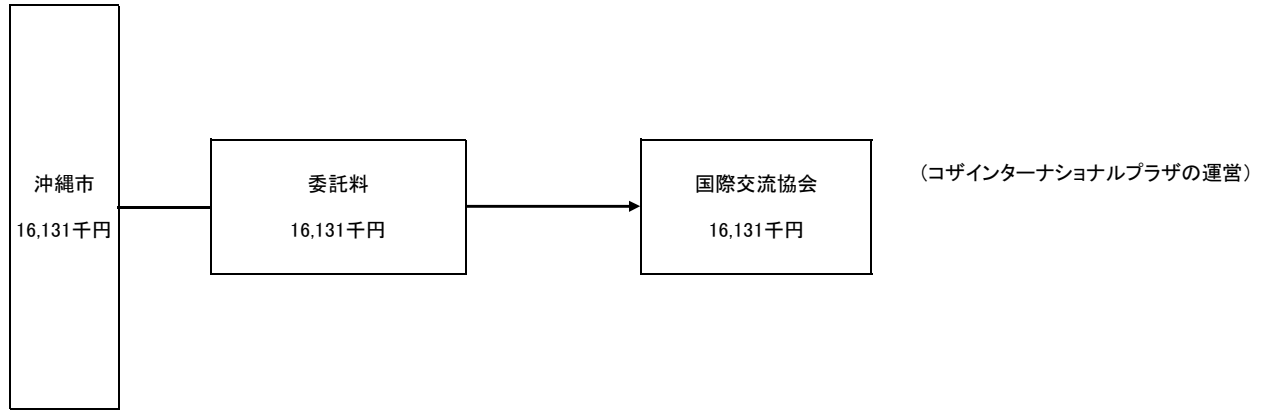 沖縄市
16,131千円
委託料
16,131千円
国際交流協会
16,131千円
（コザインターナショナルプラザの運営）